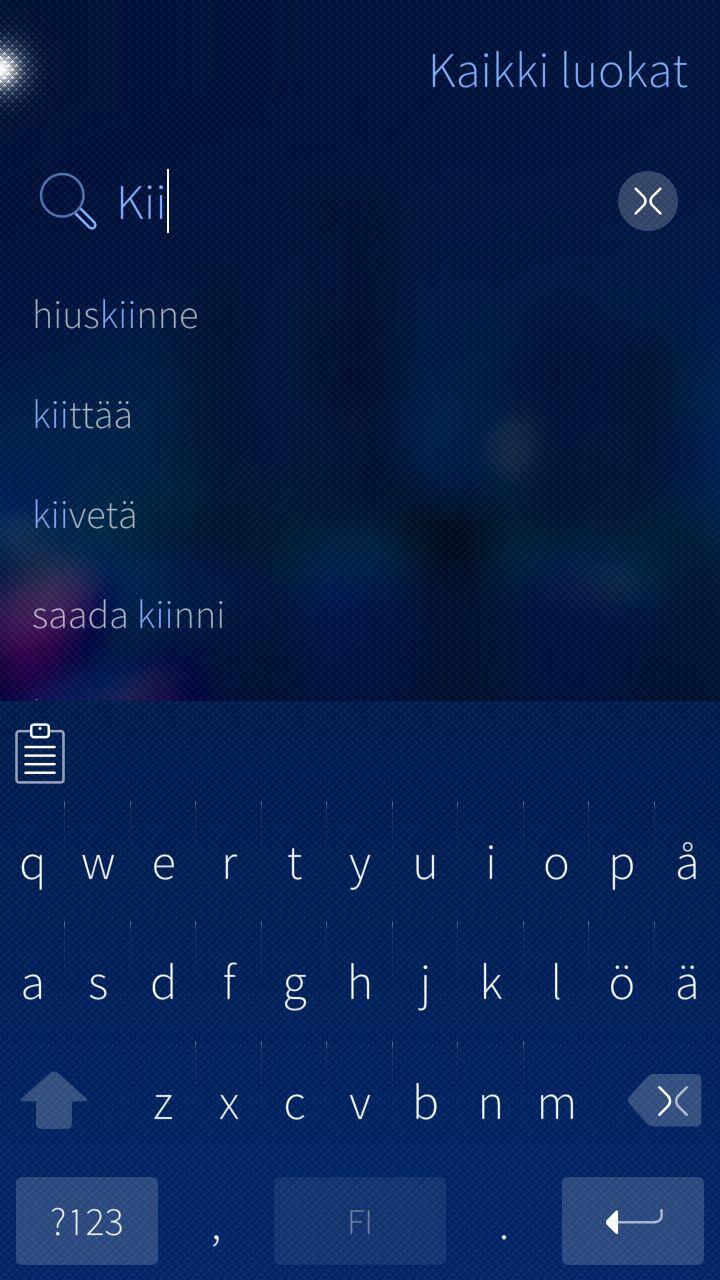 Kaikki luokat
Kii
hiuskiinne
kiittää
kiivetä
saada kiinni
q w e r t y u i o p å
a s d f g h j k l ö ä
z x c v b n m
?123 , FI .